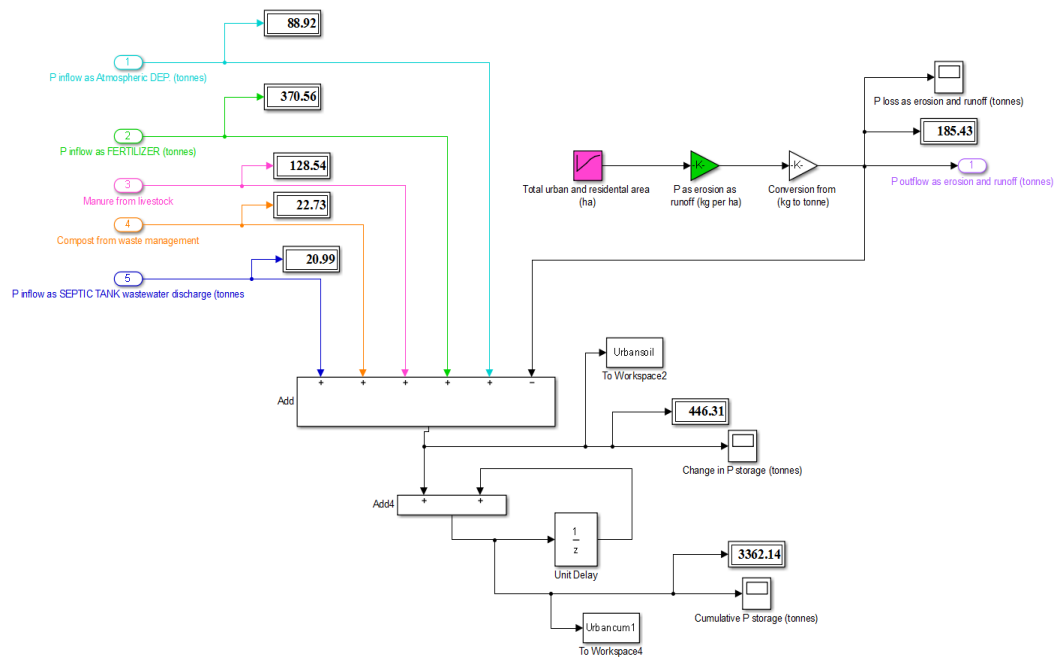 88.92
1
P inflow as Atmospheric DEP. (tonnes)
370.56
2
P inflow as FERTILIZER (tonnes)
128.54
3
Manure from livestock
22.73
4
Compost from waste management
20.99
5
P inflow as SEPTIC TANK wastewater discharge (tonnes
Total urban and residental area
(ha)
-K-
P as erosion as
runoff (kg per ha)
-K-
Conversion from
(kg to tonne)
P loss as erosion and runoff (tonnes)
185.43
1
P outflow as erosion and runoff (tonnes)
+ + + + + −
Add
Urbansoil
To Workspace2
446.31
Change in P storage (tonnes)
+ +
Add4
1
z
Unit Delay
3362.14
Cumulative P storage (tonnes)
Urbancum1
To Workspace4